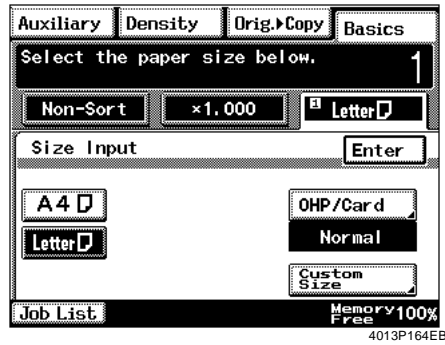 Auxiliary Density Orig.▸Copy Basics
Select the paper size below. 1
Non-Sort ×1.000 1 Letter
Size Input Enter
A4 OHP/Card
Letter Normal
Custom
Size
Job List Memory 100%
Free
4013P164EB